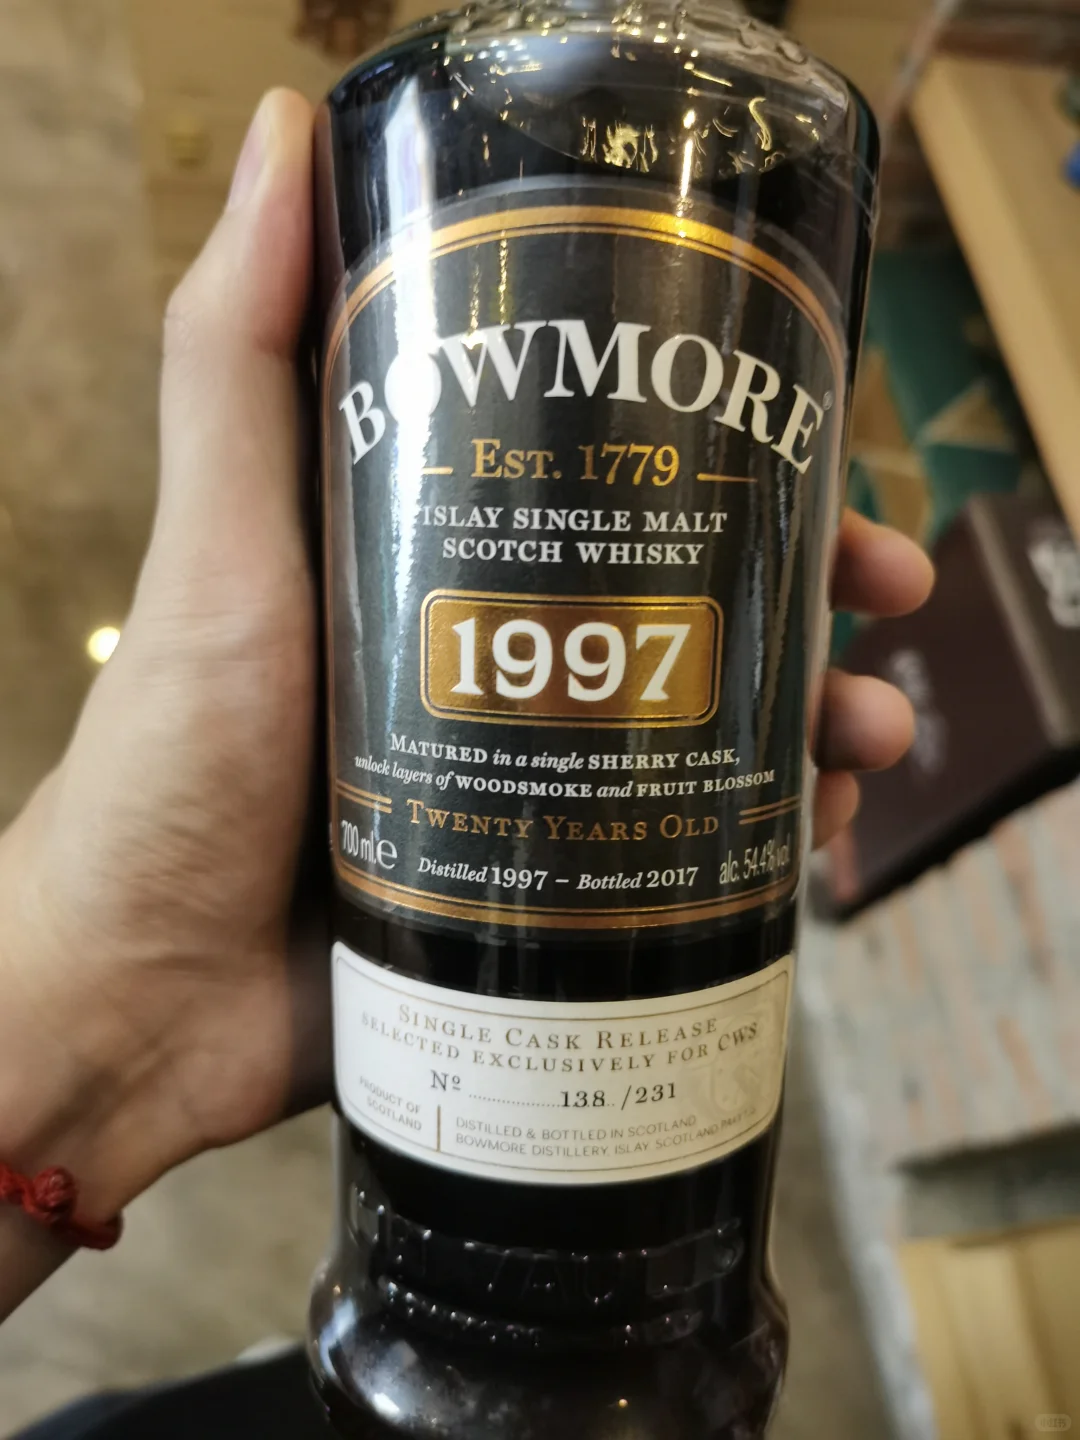 BOWMORE®
EST. 1779
ISLAY SINGLE MALT
SCOTCH WHISKY
1997
MATURED in a single SHERRY CASK,
unlock layers of WOODSMOKE and FRUIT BLOSSOM
TWENTY YEARS OLD
700 ml e
Distilled 1997 – Bottled 2017
alc. 54.4% vol.
SINGLE CASK RELEASE
SELECTED EXCLUSIVELY FOR CWS
Nº 138 /231
PRODUCT OF
SCOTLAND
DISTILLED & BOTTLED IN SCOTLAND
BOWMORE DISTILLERY, ISLAY SCOTLAND